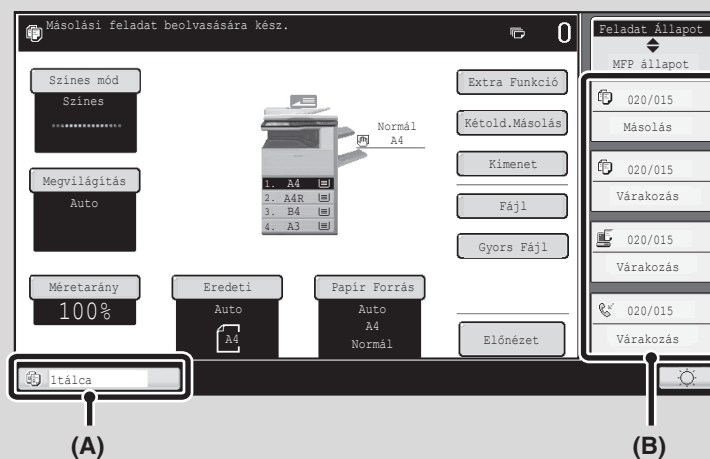 Másolási feladat beolvasására kész.
0
Feladat Állapot
MFP állapot
Színes mód
Színes
Megvilágítás
Auto
Méretarány
100%
Normál
A4
1. A4
2. A4R
3. B4
4. A3
Eredeti
Auto
A4
Papír Forrás
Auto
A4
Normál
Extra Funkció
Kétold.Másolás
Kimenet
Fájl
Gyors Fájl
Előnézet
020/015
Másolás
020/015
Várakozás
020/015
Várakozás
020/015
Várakozás
1tálca
(A)
(B)